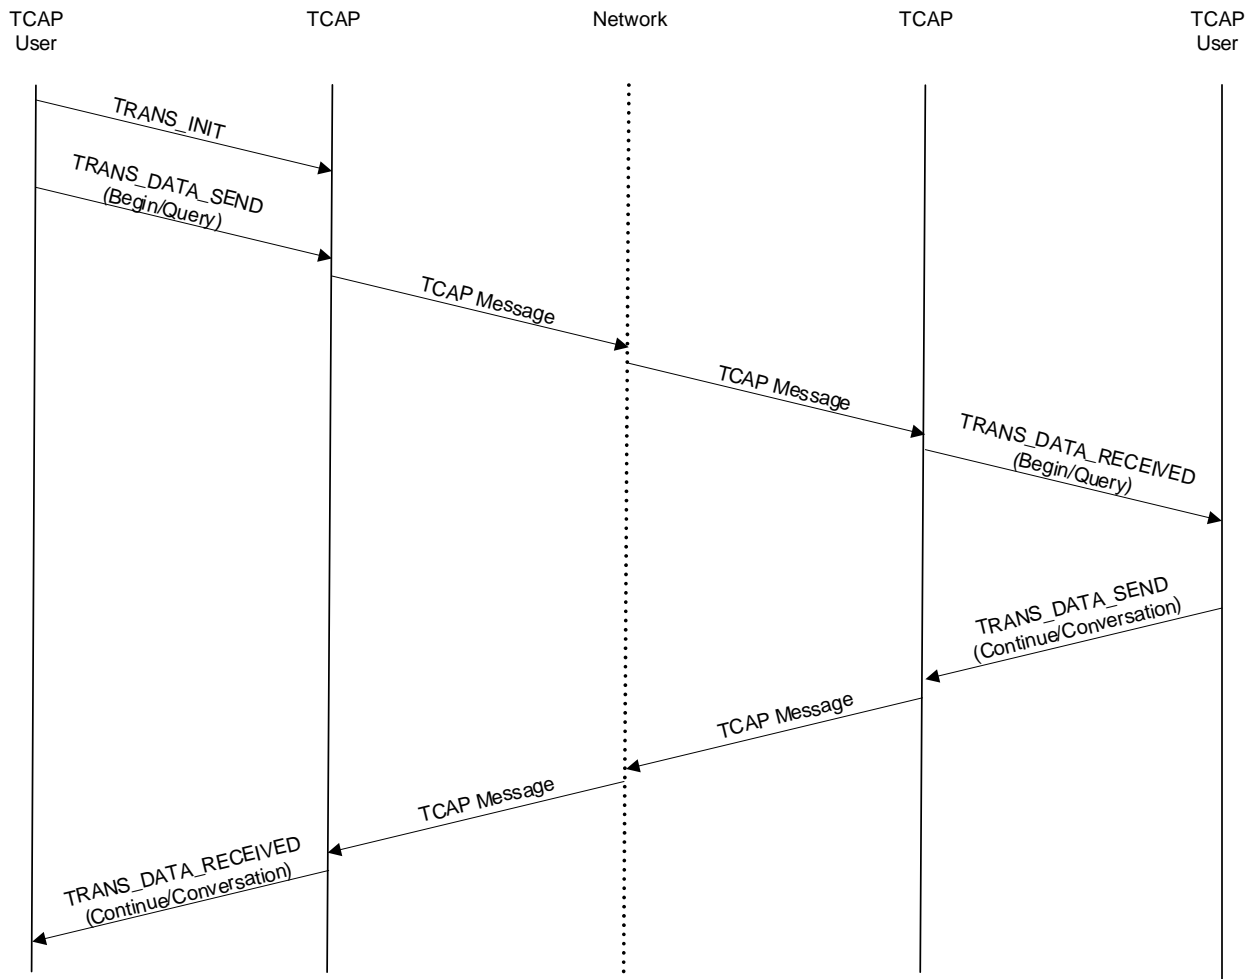 TCAP
User
TCAP
Network
TCAP
TCAP
User
TRANS_INIT
TRANS_DATA_SEND
(Begin/Query)
TCAP Message
TCAP Message
TRANS_DATA_RECEIVED
(Begin/Query)
TRANS_DATA_SEND
(Continue/Conversation)
TCAP Message
TCAP Message
TRANS_DATA_RECEIVED
(Continue/Conversation)